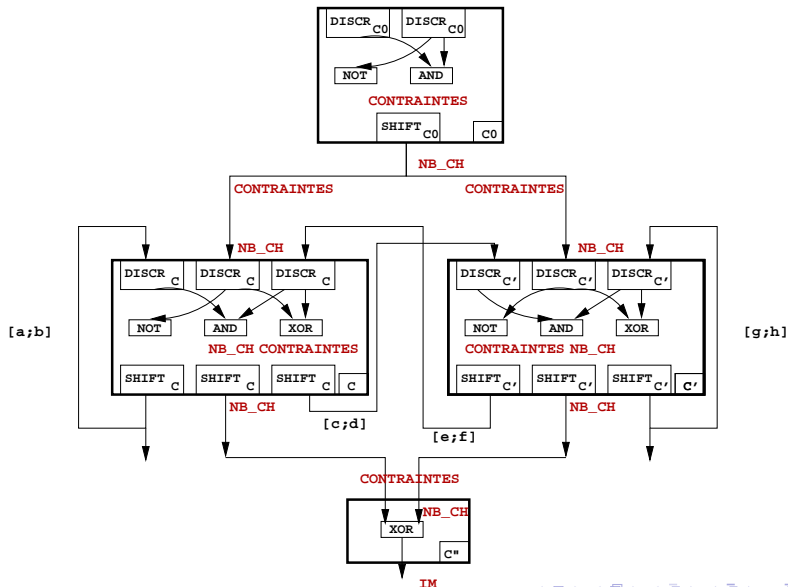 DISCR C0 DISCR C0
NOT AND
CONTRAINTES
SHIFT C0 C0
NB_CH
CONTRAINTES CONTRAINTES
NB_CH NB_CH
DISCR C DISCR C DISCR C DISCR C' DISCR C' DISCR C'
[a;b] NOT AND XOR NOT AND XOR [g;h]
NB_CH CONTRAINTES CONTRAINTES NB_CH
SHIFT C SHIFT C SHIFT C C SHIFT C' SHIFT C' SHIFT C' C'
NB_CH NB_CH
[c;d] [e;f]
CONTRAINTES
NB_CH
XOR
C"
IM